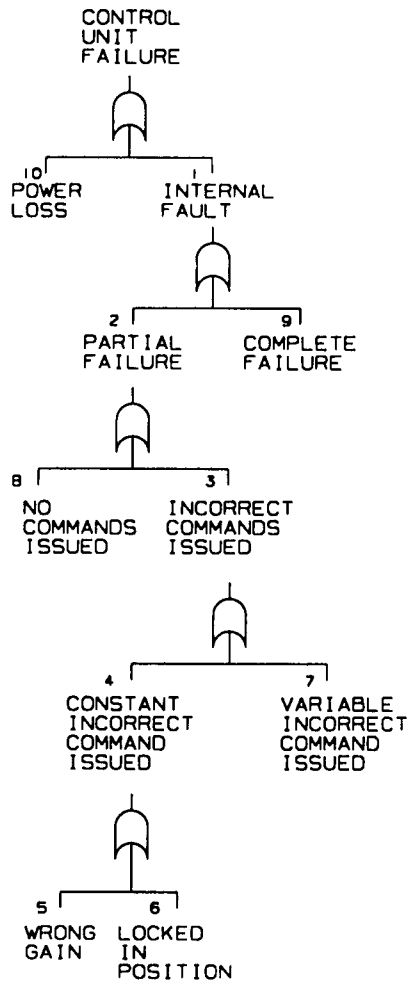 CONTROL
UNIT
FAILURE
10 1
POWER INTERNAL
LOSS FAULT
2 9
PARTIAL COMPLETE
FAILURE FAILURE
8 3
NO INCORRECT
COMMANDS COMMANDS
ISSUED ISSUED
4 7
CONSTANT VARIABLE
INCORRECT INCORRECT
COMMAND COMMAND
ISSUED ISSUED
5 6
WRONG LOCKED
GAIN IN
POSITION